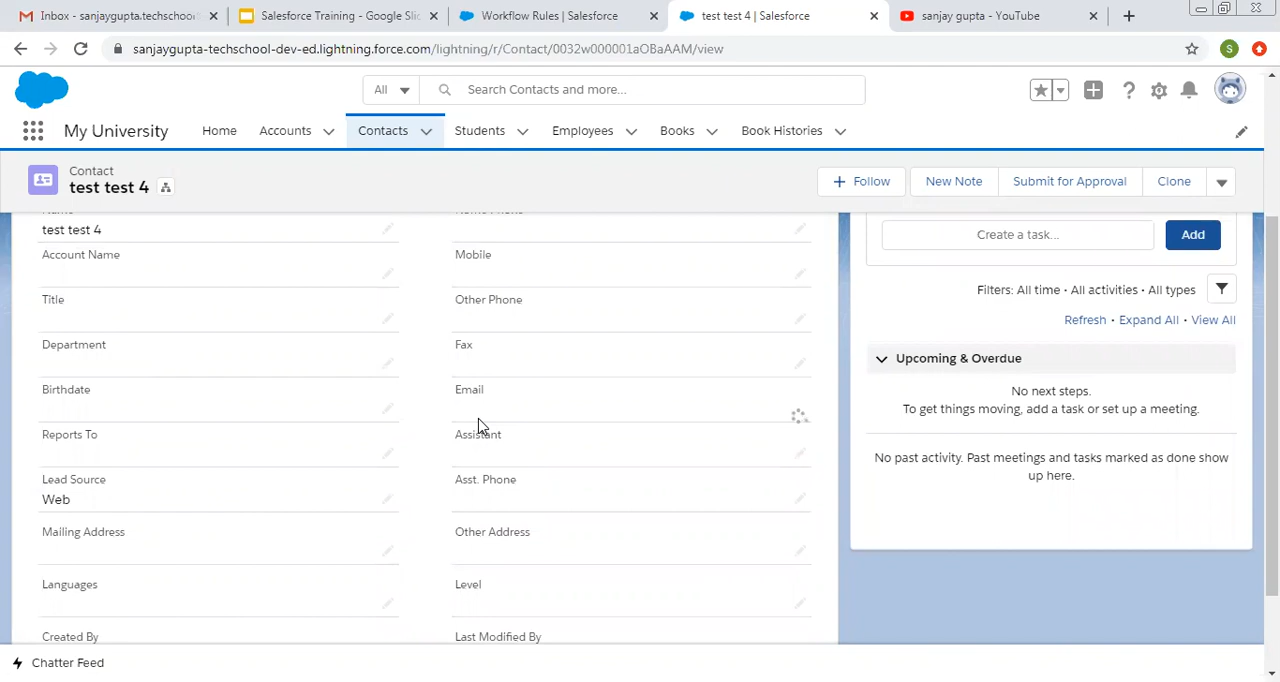 Inbox - sanjaygupta.techschool
Salesforce Training - Google Slid
Workflow Rules | Salesforce
test test 4 | Salesforce
sanjay gupta - YouTube
sanjaygupta-techschool-dev-ed.lightning.force.com/lightning/r/Contact/0032w000001aOBaAAM/view
S
All
Search Contacts and more...
My University
Home
Accounts
Contacts
Students
Employees
Books
Book Histories
Contact
test test 4
Follow
New Note
Submit for Approval
Clone
Name
Home Phone
test test 4
Create a task...
Add
Account Name
Mobile
Filters: All time • All activities • All types
Title
Other Phone
Refresh • Expand All • View All
Department
Fax
Upcoming & Overdue
Birthdate
Email
No next steps.
To get things moving, add a task or set up a meeting.
Reports To
Assistant
No past activity. Past meetings and tasks marked as done show
up here.
Lead Source
Asst. Phone
Web
Mailing Address
Other Address
Languages
Level
Created By
Last Modified By
Chatter Feed